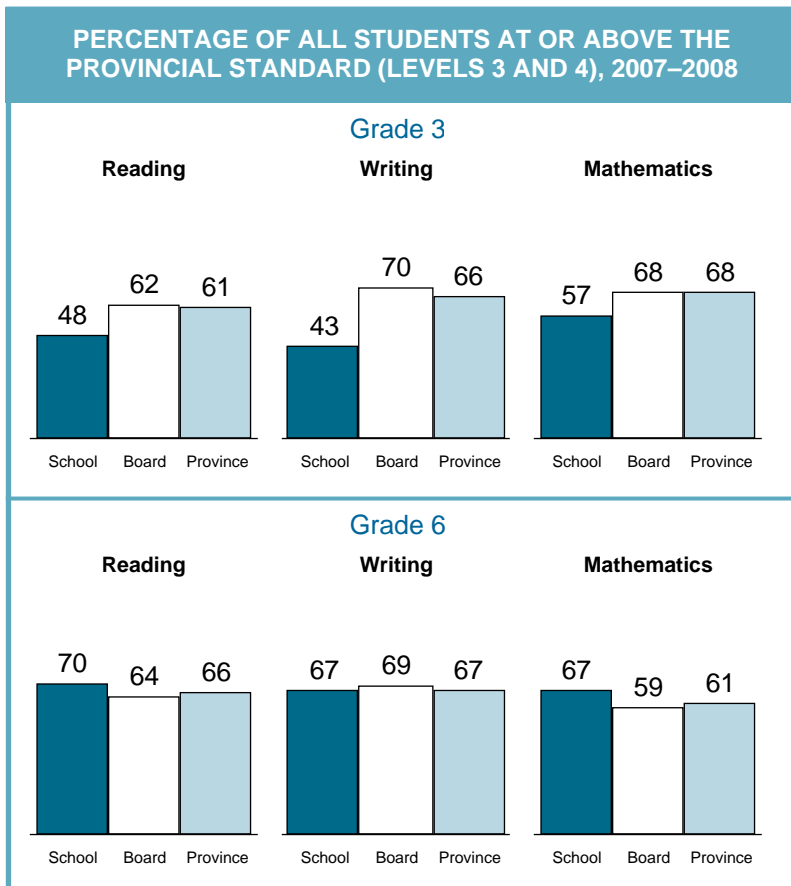 PERCENTAGE OF ALL STUDENTS AT OR ABOVE THE
PROVINCIAL STANDARD (LEVELS 3 AND 4), 2007–2008
Grade 3
Reading Writing Mathematics
48 62 61 43 70 66 57 68 68
School Board Province School Board Province School Board Province
Grade 6
Reading Writing Mathematics
70 64 66 67 69 67 67 59 61
School Board Province School Board Province School Board Province